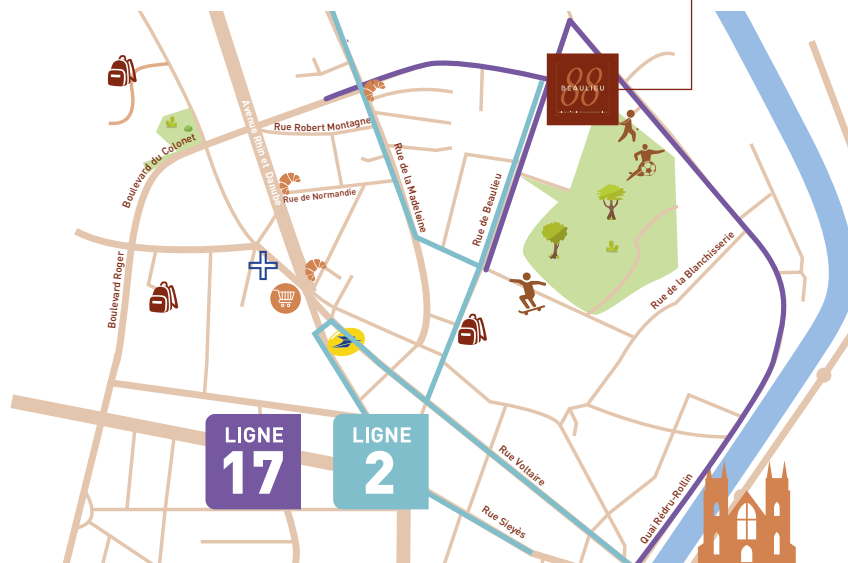 88
BEAULIEU
Avenue Rhin et Danube
Rue Robert Montagne
Boulevard du Colonet
Rue de la Madeleine
Rue de Normandie
Rue de Beaulieu
Rue de la Blanchisserie
Boulevard Roger
LIGNE
17
LIGNE
2
Rue Voltaire
Rue Sieyès
Quai Rédru-Rollin